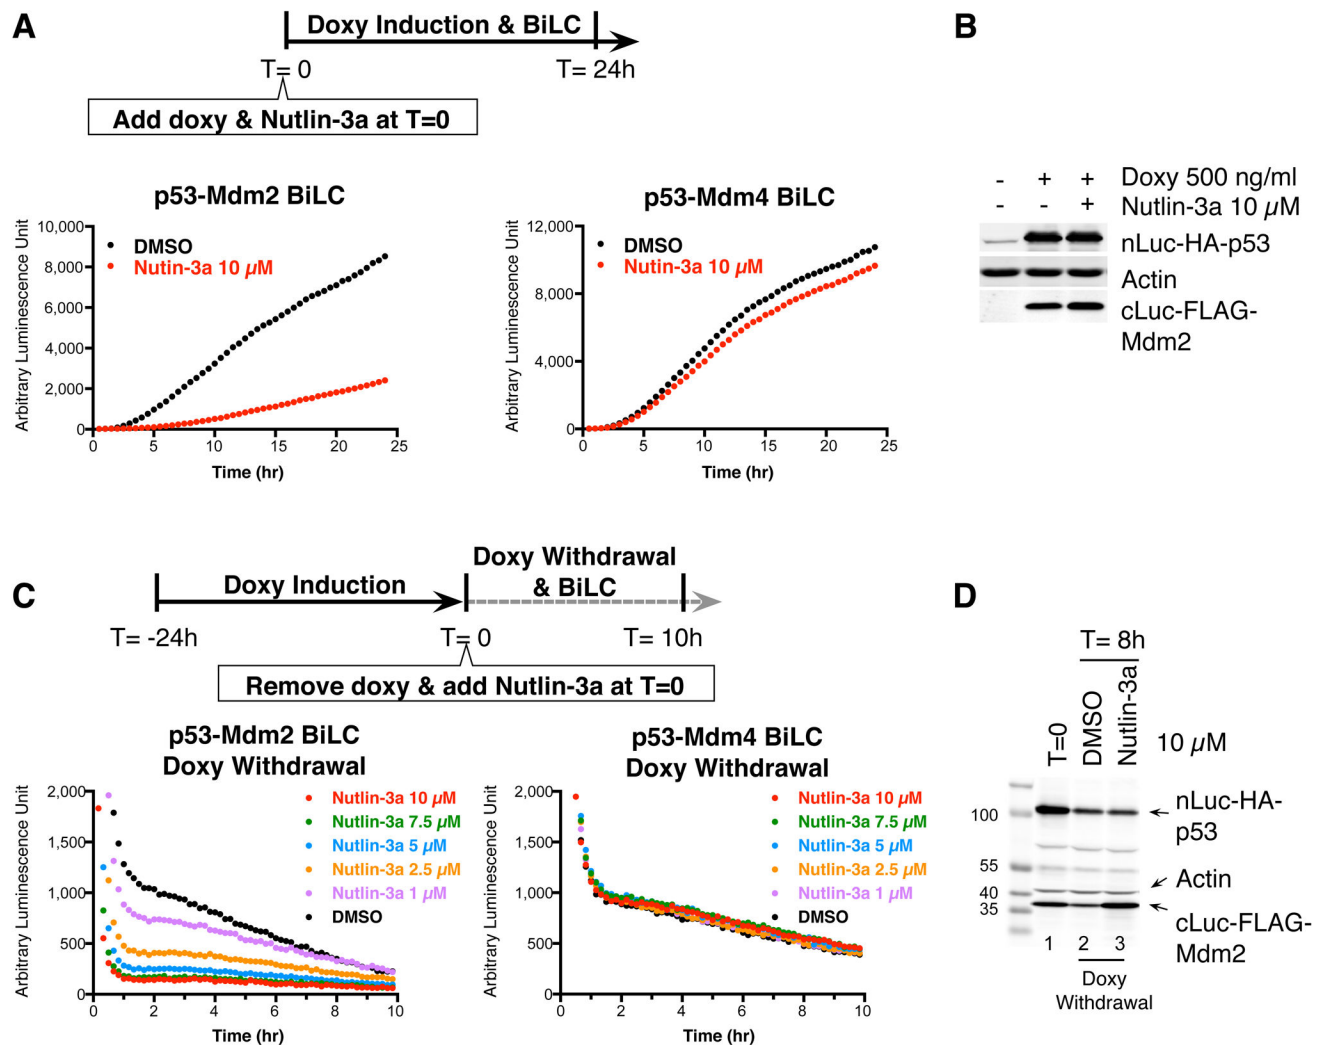 A
Doxy Induction & BiLC
T= 0
T= 24h
Add doxy & Nutlin-3a at T=0
p53-Mdm2 BiLC
Arbitrary Luminescence Unit
10,000
8,000
6,000
4,000
2,000
0
DMSO
Nutin-3a 10 µM
0 5 10 15 20 25
Time (hr)
p53-Mdm4 BiLC
Arbitrary Luminescence Unit
12,000
8,000
4,000
0
DMSO
Nutin-3a 10 µM
0 5 10 15 20 25
Time (hr)
B
- + + Doxy 500 ng/ml
- - + Nutlin-3a 10 µM
nLuc-HA-p53
Actin
cLuc-FLAG-
Mdm2
C
Doxy Induction
Doxy Withdrawal
& BiLC
T= -24h
T= 0
T= 10h
Remove doxy & add Nutlin-3a at T=0
p53-Mdm2 BiLC
Doxy Withdrawal
Arbitrary Luminescence Unit
2,000
1,500
1,000
500
0
Nutlin-3a 10 µM
Nutlin-3a 7.5 µM
Nutlin-3a 5 µM
Nutlin-3a 2.5 µM
Nutlin-3a 1 µM
DMSO
0 2 4 6 8 10
Time (hr)
p53-Mdm4 BiLC
Doxy Withdrawal
Arbitrary Luminescence Unit
2,000
1,500
1,000
500
0
Nutlin-3a 10 µM
Nutlin-3a 7.5 µM
Nutlin-3a 5 µM
Nutlin-3a 2.5 µM
Nutlin-3a 1 µM
DMSO
0 2 4 6 8 10
Time (hr)
D
T= 8h
T=0
DMSO
Nutlin-3a
10 µM
100
55
40
35
nLuc-HA-
p53
Actin
cLuc-FLAG-
Mdm2
1 2 3
Doxy
Withdrawal